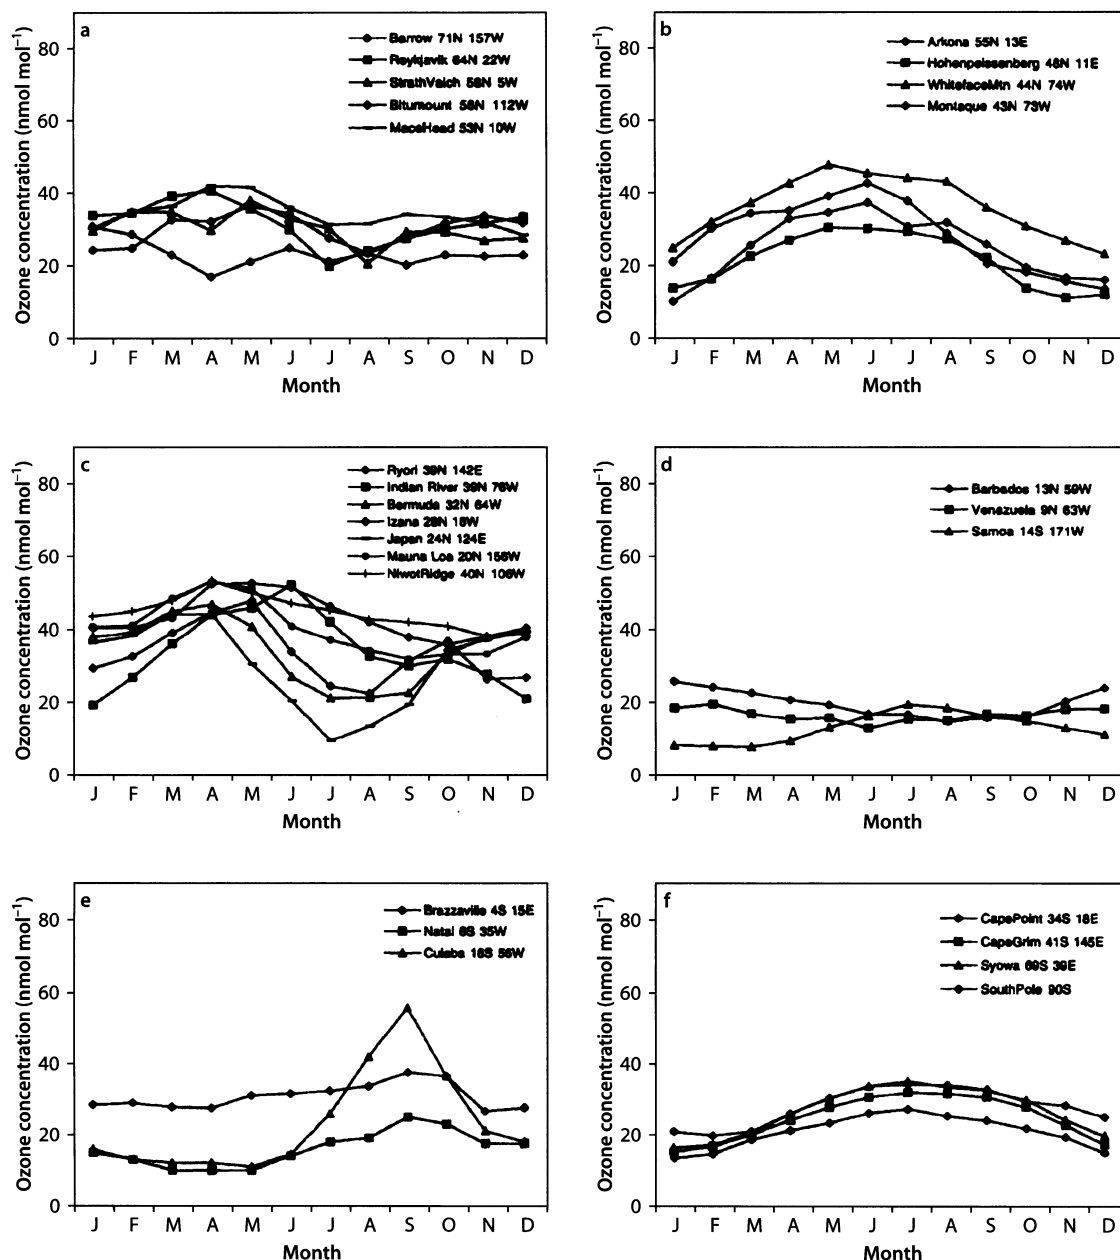 a
Barrow 71N 157W
Reykjavik 64N 22W
StrathVaich 58N 5W
Bitumount 58N 112W
MaceHead 53N 10W
80
60
40
20
0
Ozone concentration (nmol mol⁻¹)
J F M A M J J A S O N D
Month
b
Arkona 55N 13E
Hohenpeissenberg 48N 11E
WhitefaceMtn 44N 74W
Montaque 43N 73W
80
60
40
20
0
Ozone concentration (nmol mol⁻¹)
J F M A M J J A S O N D
Month
c
Ryori 39N 142E
Indian River 39N 76W
Bermuda 32N 64W
Izana 28N 16W
Japan 24N 124E
Mauna Loa 20N 156W
NiwotRidge 40N 106W
80
60
40
20
0
Ozone concentration (nmol mol⁻¹)
J F M A M J J A S O N D
Month
d
Barbados 13N 59W
Venazuela 9N 63W
Samoa 14S 171W
80
60
40
20
0
Ozone concentration (nmol mol⁻¹)
J F M A M J J A S O N D
Month
e
Brazzaville 4S 15E
Natal 6S 35W
Cuiaba 16S 56W
80
60
40
20
0
Ozone concentration (nmol mol⁻¹)
J F M A M J J A S O N D
Month
f
CapePoint 34S 18E
CapeGrim 41S 145E
Syowa 69S 39E
SouthPole 90S
80
60
40
20
0
Ozone concentration (nmol mol⁻¹)
J F M A M J J A S O N D
Month